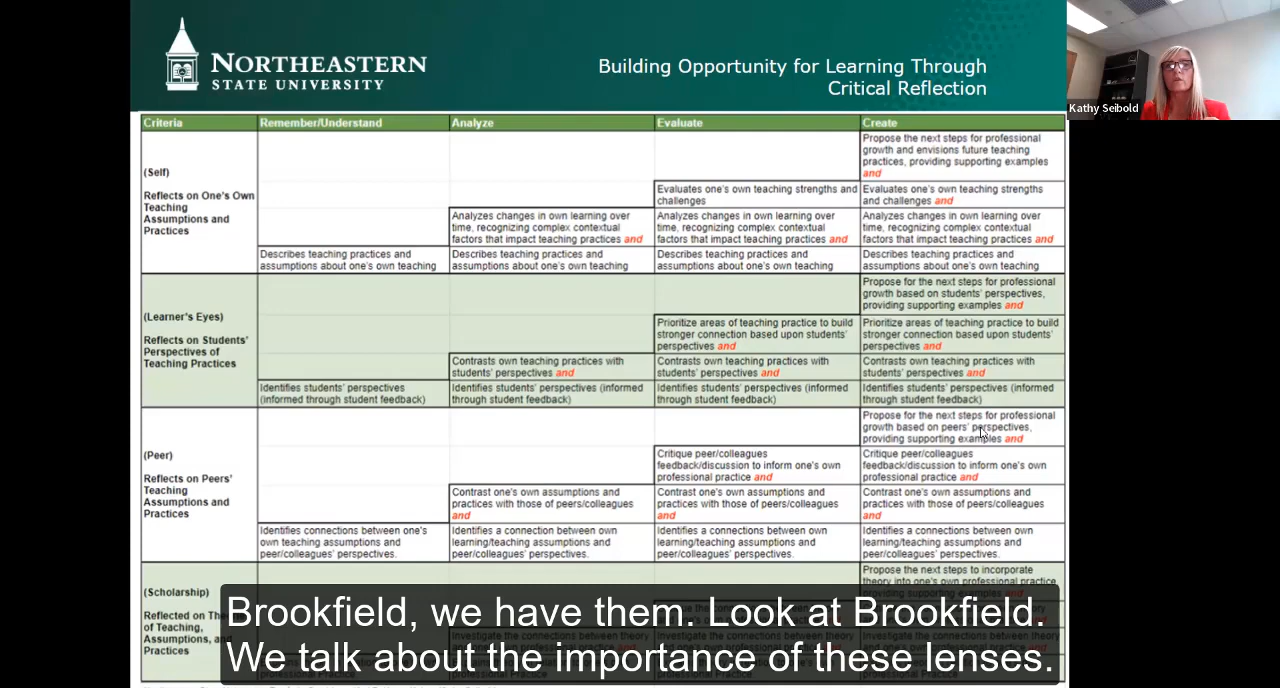 NORTHEASTERN
STATE UNIVERSITY
Building Opportunity for Learning Through
Critical Reflection
Kathy Seibold
Criteria Remember/Understand Analyze Evaluate Create
(Self)
Reflects on One's Own
Teaching
Assumptions and
Practices
Describes teaching practices and
assumptions about one's own teaching
Analyzes changes in own learning over
time, recognizing complex contextual
factors that impact teaching practices and
Describes teaching practices and
assumptions about one's own teaching
Evaluates one's own teaching strengths and
challenges
Analyzes changes in own learning over
time, recognizing complex contextual
factors that impact teaching practices and
Describes teaching practices and
assumptions about one's own teaching
Propose the next steps for professional
growth and envisions future teaching
practices, providing supporting examples
and
Evaluates one's own teaching strengths
and challenges and
Analyzes changes in own learning over
time, recognizing complex contextual
factors that impact teaching practices and
Describes teaching practices and
assumptions about one's own teaching
(Learner's Eyes)
Reflects on Students'
Perspectives of
Teaching Practices
Identifies students' perspectives
(informed through student feedback)
Contrasts own teaching practices with
students' perspectives and
Identifies students' perspectives (informed
through student feedback)
Prioritize areas of teaching practice to build
stronger connection based upon students'
perspectives and
Contrasts own teaching practices with
students' perspectives and
Identifies students' perspectives (informed
through student feedback)
Propose for the next steps for professional
growth based on students' perspectives,
providing supporting examples and
Prioritize areas of teaching practice to build
stronger connection based upon students'
perspectives and
Contrasts own teaching practices with
students' perspectives and
Identifies students' perspectives (informed
through student feedback)
(Peer)
Reflects on Peers'
Teaching
Assumptions and
Practices
Identifies connections between one's
own teaching assumptions and
peer/colleagues' perspectives.
Contrast one's own assumptions and
practices with those of peers/colleagues
and
Identifies a connection between own
learning/teaching assumptions and
peer/colleagues' perspectives.
Critique peer/colleagues
feedback/discussion to inform one's own
professional practice and
Contrast one's own assumptions and
practices with those of peers/colleagues
and
Identifies a connections between own
learning/teaching assumptions and
peer/colleagues' perspectives.
Propose for the next steps for professional
growth based on peers' perspectives,
providing supporting examples and
Critique peer/colleagues
feedback/discussion to inform one's own
professional practice and
Contrast one's own assumptions and
practices with those of peers/colleagues
and
Identifies a connections between own
learning/teaching assumptions and
peer/colleagues' perspectives.
(Scholarship)
Reflected on
of Teaching,
Assumptions, and
Practices
Propose the next steps to incorporate
theory into one's own professional practice
Brookfield, we have them. Look at Brookfield.
We talk about the importance of these lenses.